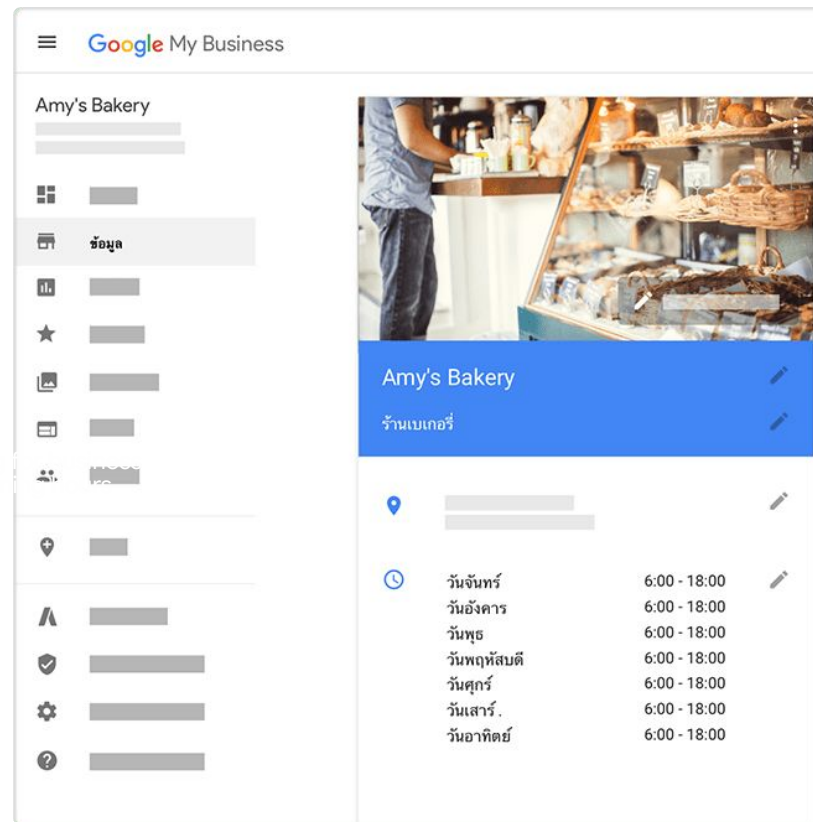 Google My Business
Amy's Bakery
ข้อมูล
Amy's Bakery
ร้านเบเกอรี่
วันจันทร์ 6:00 - 18:00
วันอังคาร 6:00 - 18:00
วันพุธ 6:00 - 18:00
วันพฤหัสบดี 6:00 - 18:00
วันศุกร์ 6:00 - 18:00
วันเสาร์ . 6:00 - 18:00
วันอาทิตย์ 6:00 - 18:00